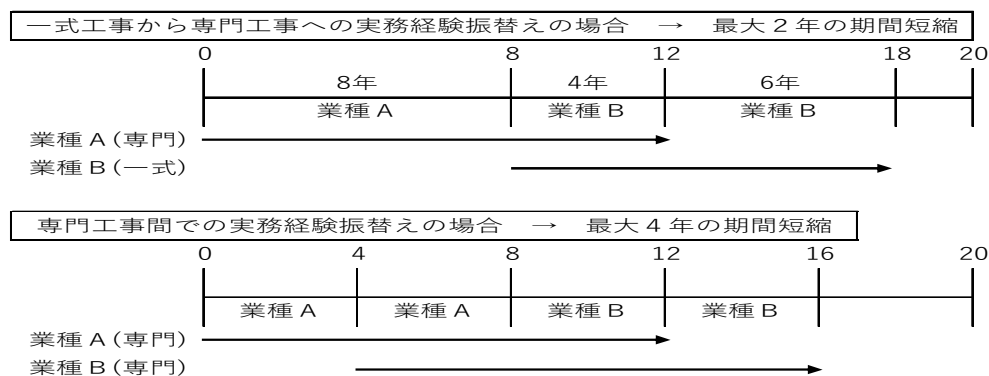 一式工事から専門工事への実務経験振替えの場合　→　最大２年の期間短縮
0 8 12 18 20
8年 4年 6年
業種Ａ 業種Ｂ 業種Ｂ
業種Ａ(専門)
業種Ｂ(一式)
専門工事間での実務経験振替えの場合　→　最大４年の期間短縮
0 4 8 12 16 20
業種Ａ 業種Ａ 業種Ｂ 業種Ｂ
業種Ａ(専門)
業種Ｂ(専門)